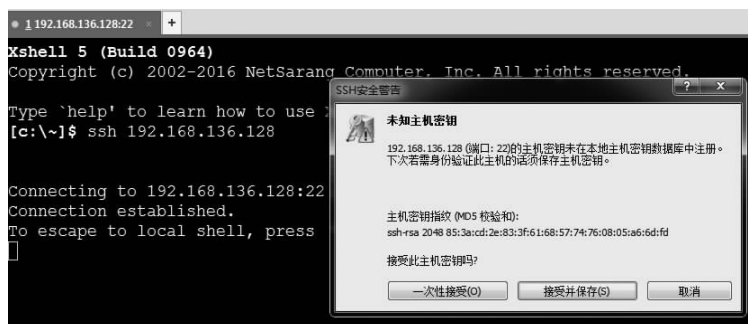 1 192.168.136.128:22
+
Xshell 5 (Build 0964)
Copyright (c) 2002-2016 NetSarang Computer, Inc. All rights reserved.
Type `help' to learn how to use
[c:\~]$ ssh 192.168.136.128
Connecting to 192.168.136.128:22
Connection established.
To escape to local shell, press
SSH安全警告
? x
未知主机密钥
192.168.136.128 (端口: 22)的主机密钥未在本地主机密钥数据库中注册。
下次若需身份验证此主机的话须保存主机密钥。
主机密钥指纹 (MD5 校验和):
ssh-rsa 2048 85:3a:cd:2e:83:3f:61:68:57:74:76:08:05:a6:6d:fd
接受此主机密钥吗?
一次性接受(O) 接受并保存(S) 取消